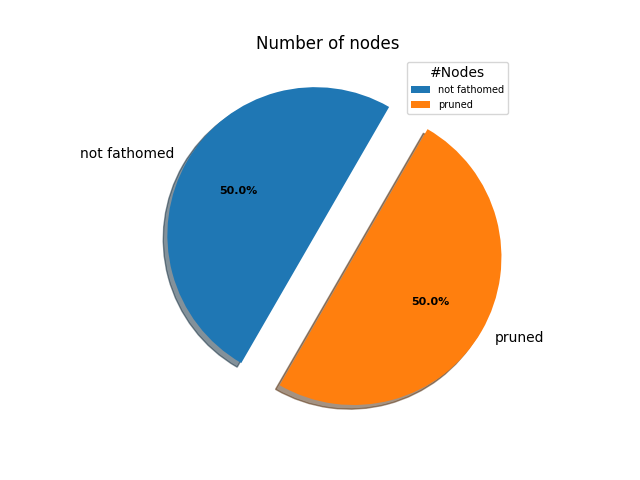 Number of nodes
#Nodes
not fathomed
pruned
not fathomed
50.0%
50.0%
pruned